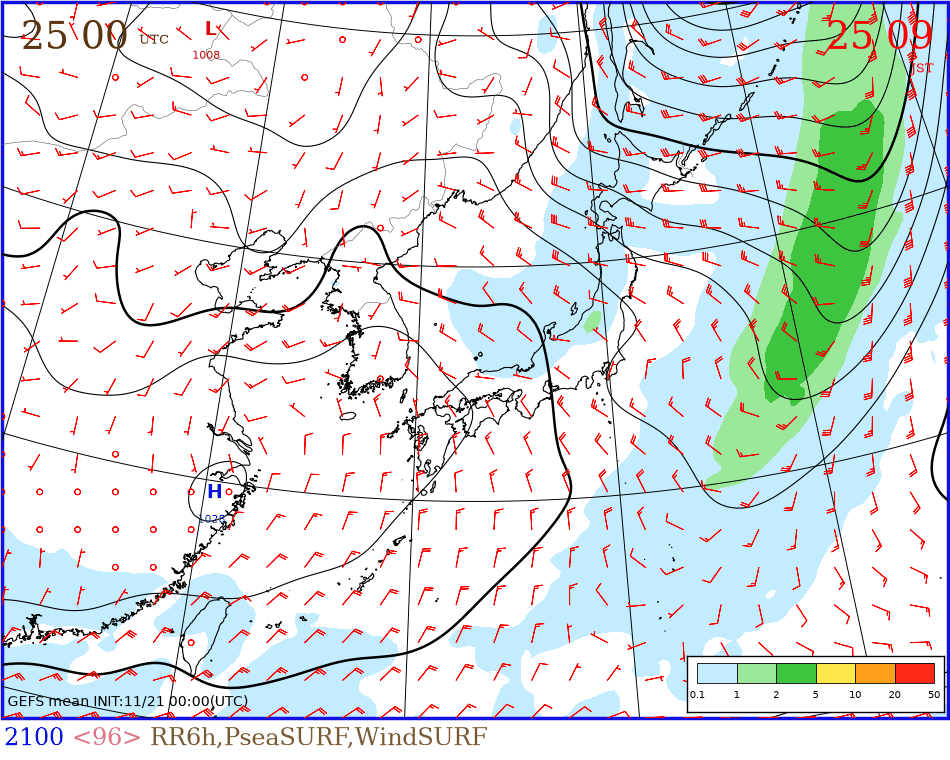 25 00 UTC
25 09
JST
L
1008
H
GEFS mean INIT:11/21 00:00(UTC)
0.1 1 2 5 10 20 50
2100 <96> RR6h,PseaSURF,WindSURF